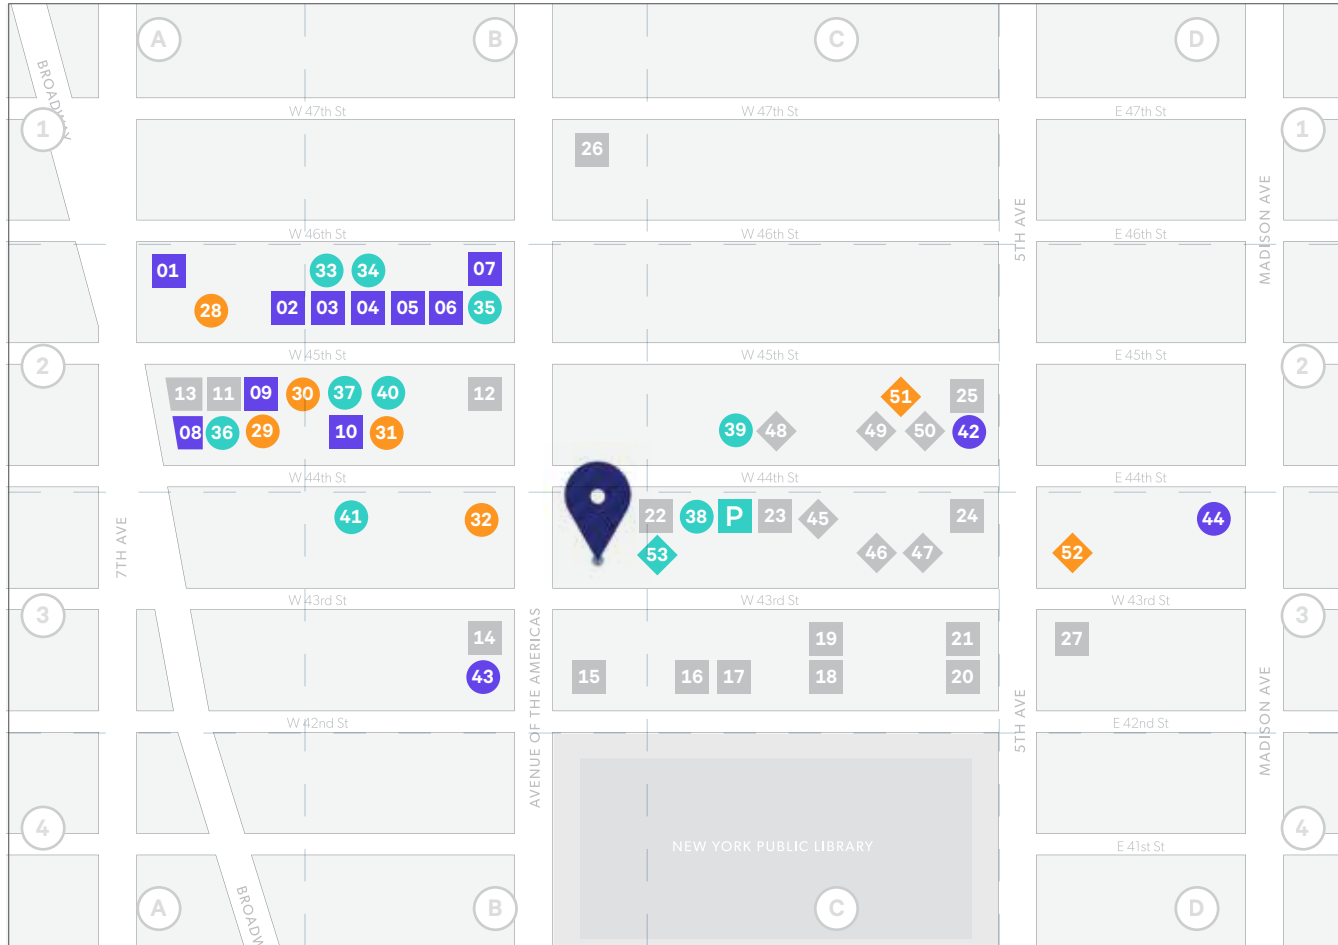 A
B
C
D
BROADWAY
W 47th St
W 47th St
E 47th St
1
1
26
MADISON AVE
5TH AVE
W 46th St
W 46th St
E 46th St
01
33
34
07
28
02
03
04
05
06
35
W 45th St
W 45th St
E 45th St
2
2
13
11
09
30
37
40
12
51
25
08
36
29
10
31
39
48
49
50
42
W 44th St
W 44th St
E 44th St
7TH AVE
41
32
22
38
P
23
45
24
44
53
46
47
52
W 43rd St
W 43rd St
W 43rd St
3
3
14
19
21
27
43
15
16
17
18
20
AVENUE OF THE AMERICAS
5TH AVE
MADISON AVE
W 42nd St
E 42nd St
4
4
NEW YORK PUBLIC LIBRARY
E 41st St
A
B
C
D
BROADW